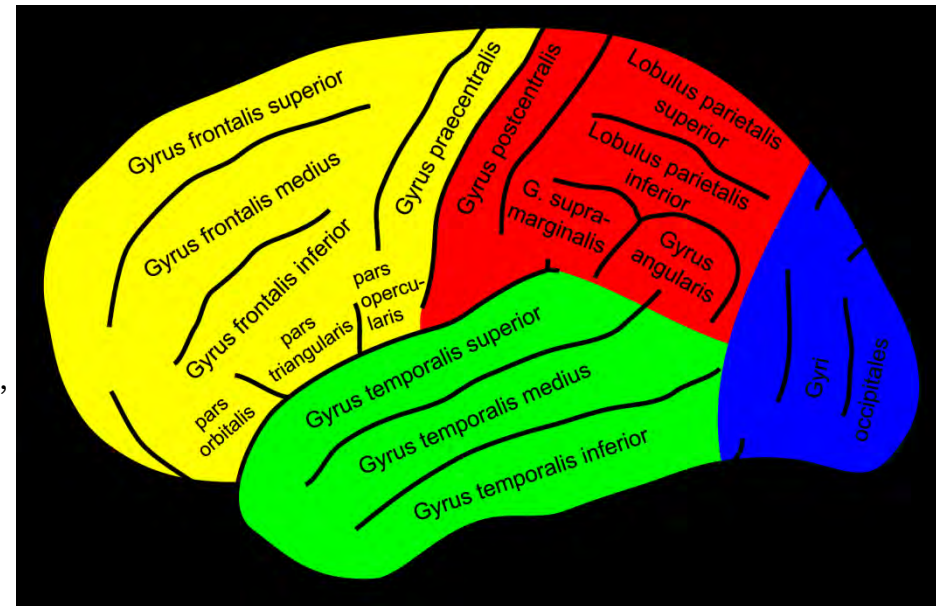 Gyrus frontalis superior
Gyrus frontalis medius
Gyrus frontalis inferior
pars
orbitalis
pars
triangularis
pars
opercu-
laris
Gyrus praecentralis
Gyrus postcentralis
Lobulus parietalis
superior
Lobulus parietalis
inferior
G. supra-
marginalis
Gyrus
angularis
Gyrus temporalis superior
Gyrus temporalis medius
Gyrus temporalis inferior
Gyri
occipitales
,